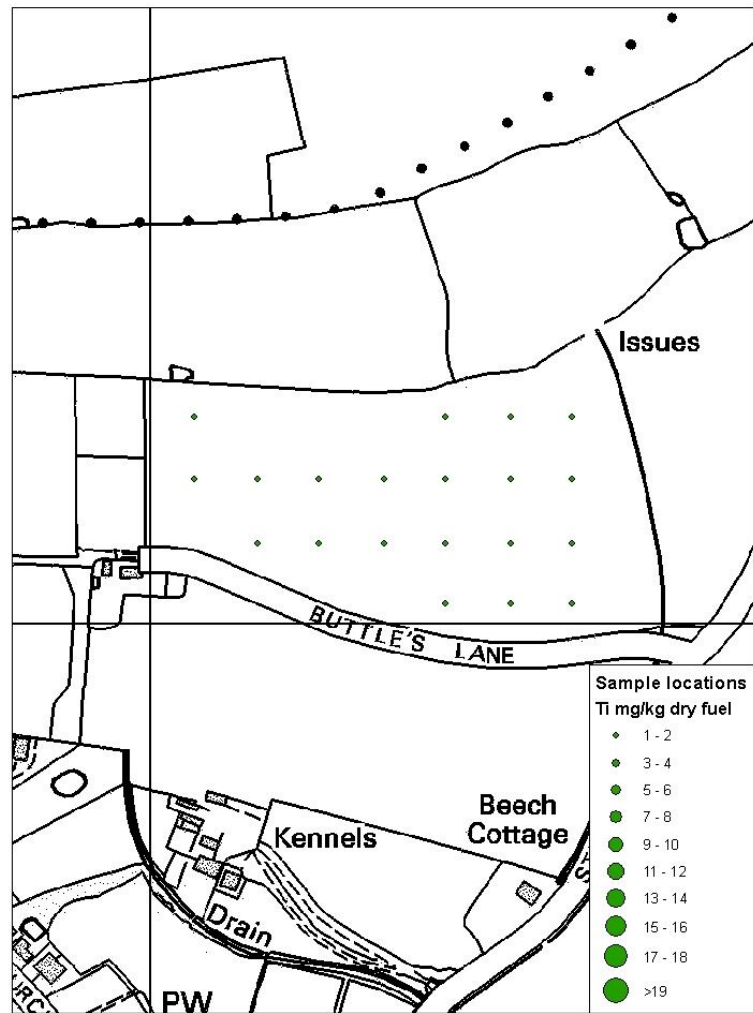 Issues
BUTTLE'S LANE
Sample locations
Ti mg/kg dry fuel
1 - 2
3 - 4
5 - 6
7 - 8
9 - 10
11 - 12
13 - 14
15 - 16
17 - 18
>19
Beech
Cottage
Kennels
Drain
PW